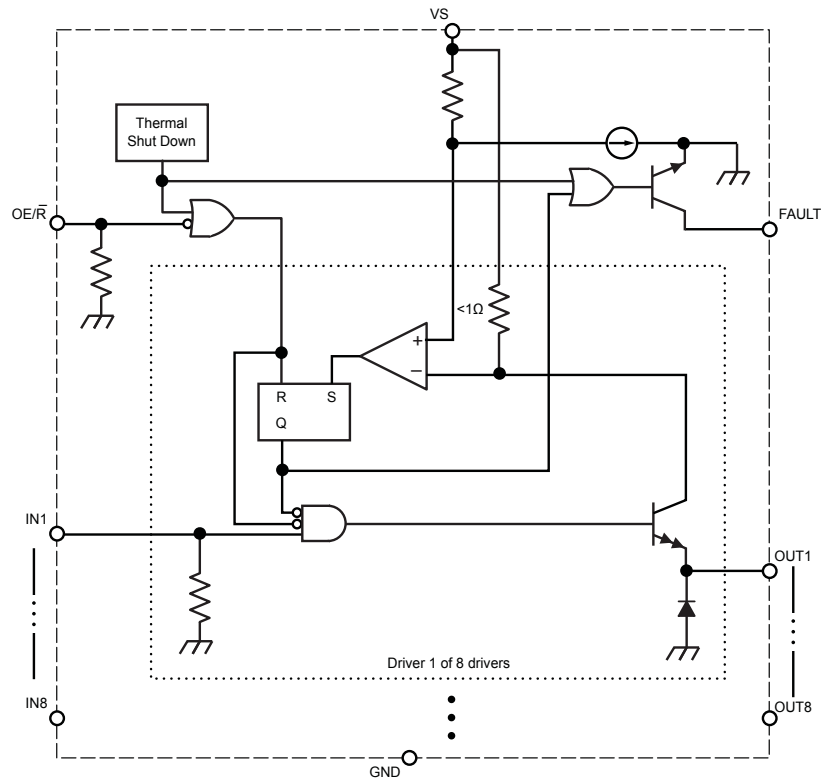 VS
Thermal
Shut Down
OE/R̅
FAULT
<1Ω
+
−
R S
Q
IN1
OUT1
Driver 1 of 8 drivers
IN8
OUT8
GND